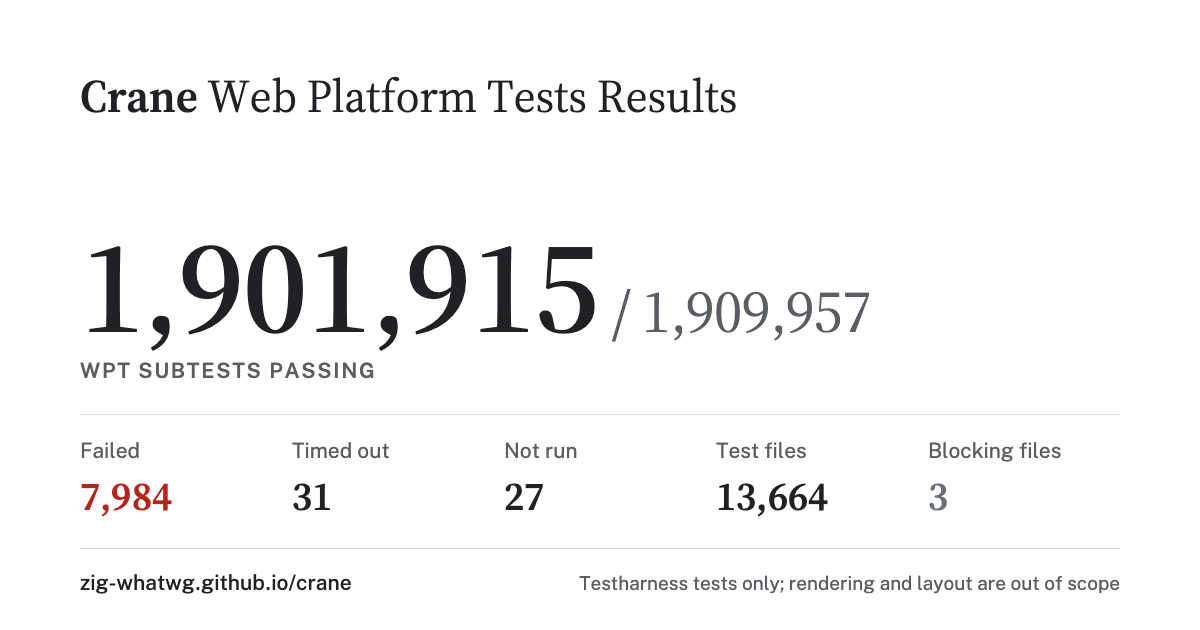 Crane Web Platform Tests Results
1,901,915 / 1,909,957
WPT SUBTESTS PASSING
Failed Timed out Not run Test files Blocking files
7,984 31 27 13,664 3
zig-whatwg.github.io/crane Testharness tests only; rendering and layout are out of scope